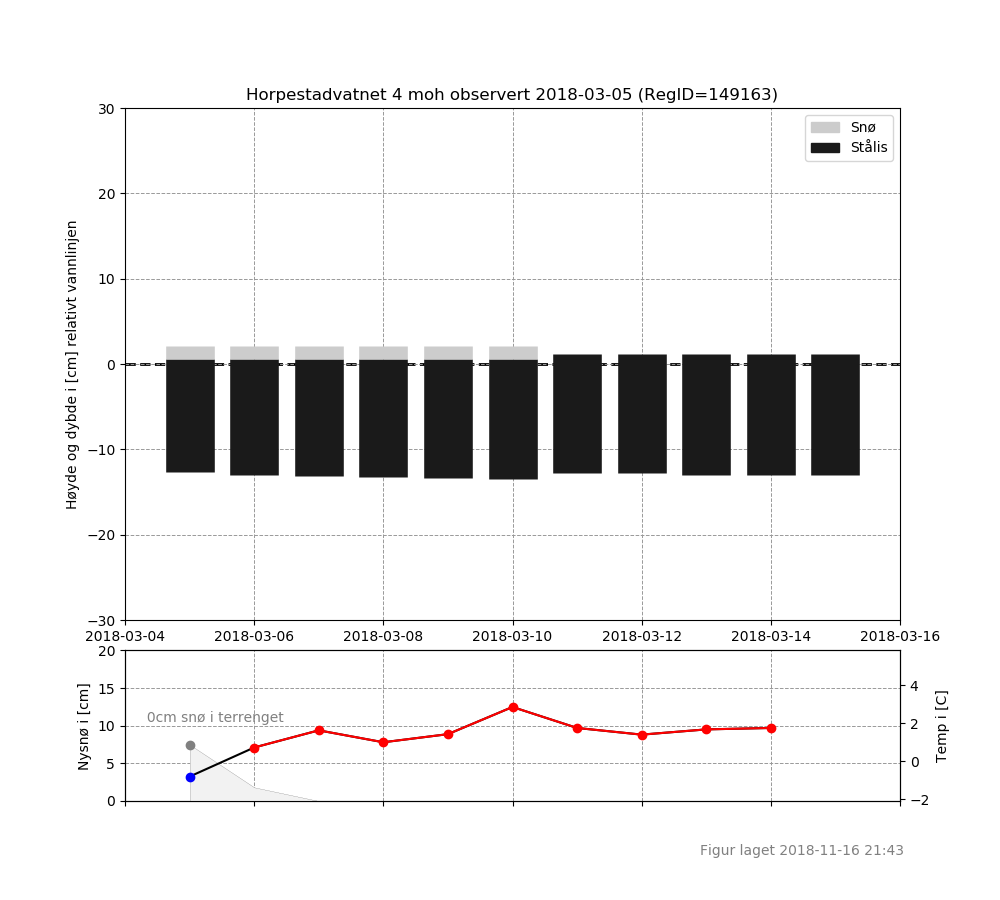 Horpestadvatnet 4 moh observert 2018-03-05 (RegID=149163)
Snø
Stålis
Høyde og dybde i [cm] relativt vannlinjen
30
20
10
0
−10
−20
−30
2018-03-04 2018-03-06 2018-03-08 2018-03-10 2018-03-12 2018-03-14 2018-03-16
Nysnø i [cm]
20
15
10
5
0
0cm snø i terrenget
4
2
0
−2
Temp i [C]
Figur laget 2018-11-16 21:43